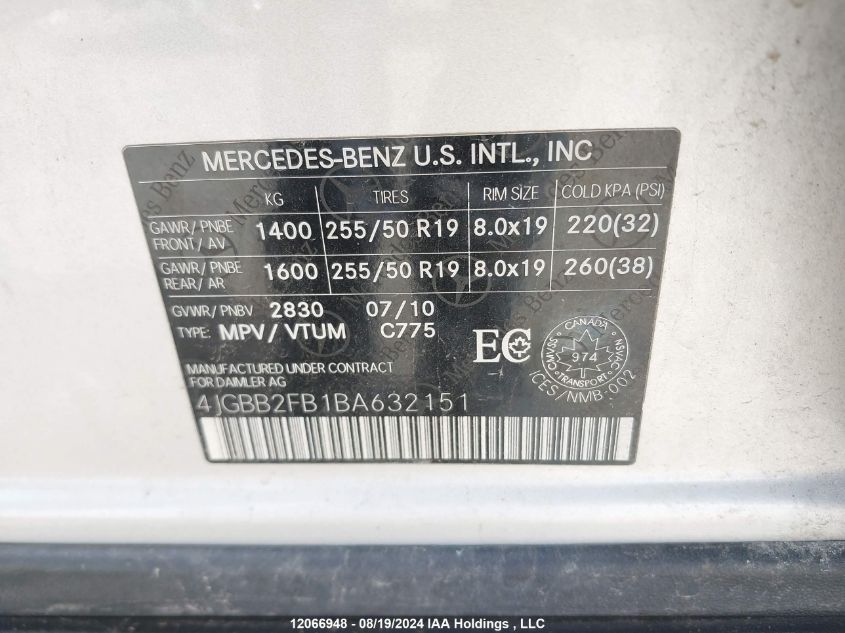 MERCEDES-BENZ U.S. INTL., INC
KG TIRES RIM SIZE COLD KPA (PSI)
GAWR/ PNBE FRONT/ AV 1400 255/50 R19 8.0x19 220(32)
GAWR/ PNBE REAR/ AR 1600 255/50 R19 8.0x19 260(38)
GVWR/ PNBV 2830 07/10
TYPE: MPV/VTUM C775
EC
CANADA
CMVSS 974 NSVAC
TRANSPORT
ICES/NMB.002
MANUFACTURED UNDER CONTRACT
FOR DAIMLER AG
4JGBB2FB1BA632151
12066948 - 08/19/2024 IAA Holdings , LLC